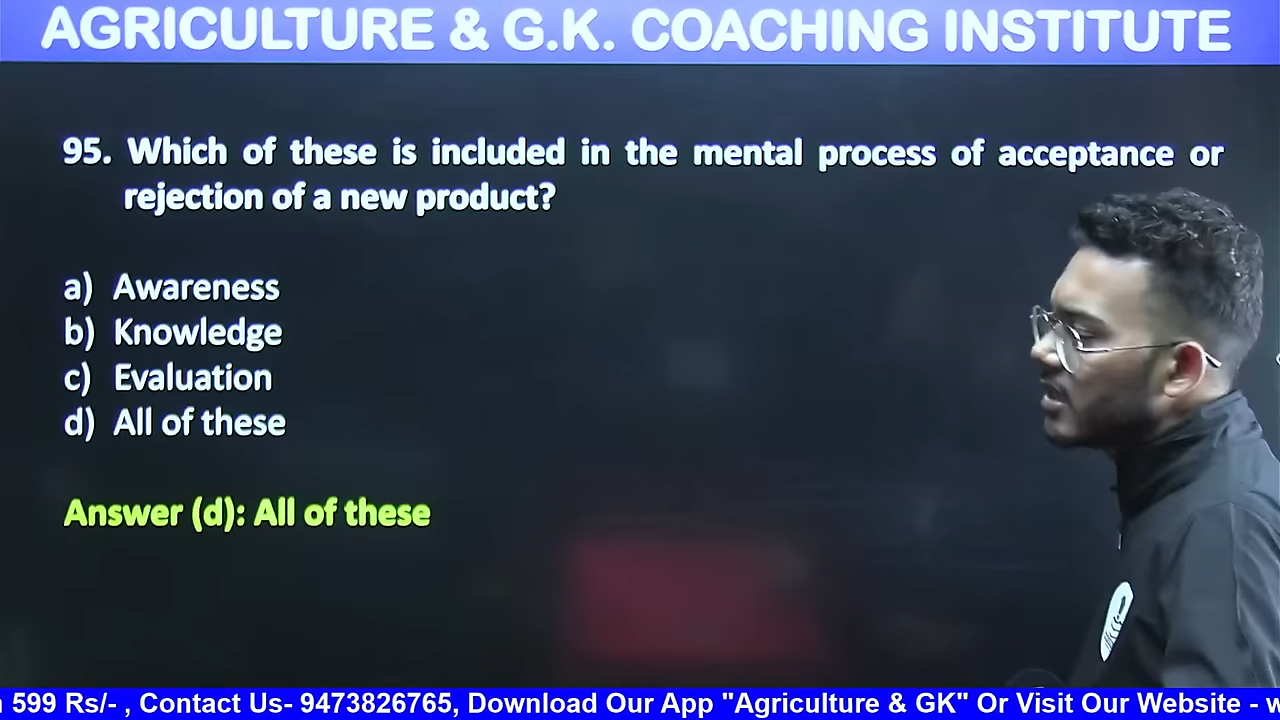 AGRICULTURE & G.K. COACHING INSTITUTE
95. Which of these is included in the mental process of acceptance or
rejection of a new product?
a) Awareness
b) Knowledge
c) Evaluation
d) All of these
Answer (d): All of these
599 Rs/- , Contact Us- 9473826765, Download Our App "Agriculture & GK" Or Visit Our Website -